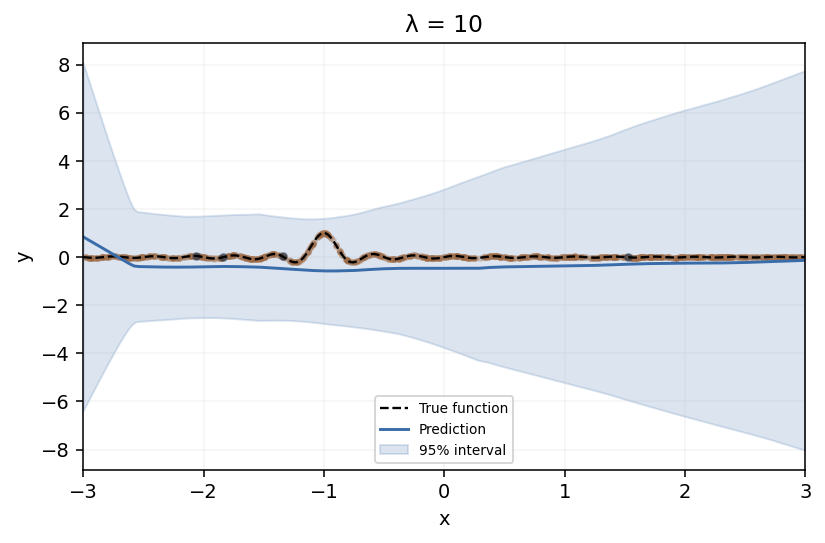 λ = 10
y
8
6
4
2
0
−2
−4
−6
−8
True function
Prediction
95% interval
−3 −2 −1 0 1 2 3
x